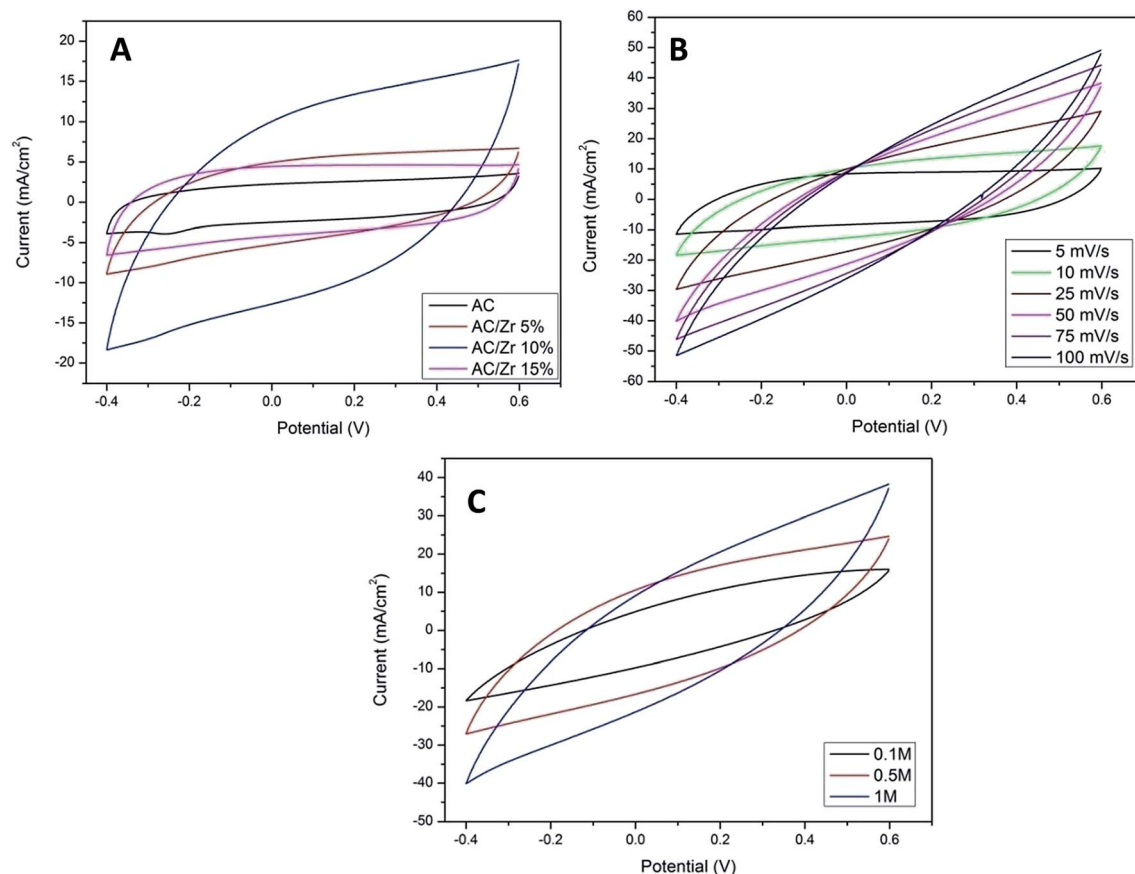 A
Current (mA/cm²)
20
15
10
5
0
-5
-10
-15
-20
-0.4
-0.2
0.0
0.2
0.4
0.6
Potential (V)
AC
AC/Zr 5%
AC/Zr 10%
AC/Zr 15%
B
Current (mA/cm²)
60
50
40
30
20
10
0
-10
-20
-30
-40
-50
-60
-0.4
-0.2
0.0
0.2
0.4
0.6
Potential (V)
5 mV/s
10 mV/s
25 mV/s
50 mV/s
75 mV/s
100 mV/s
C
Current (mA/cm²)
40
30
20
10
0
-10
-20
-30
-40
-50
-0.4
-0.2
0.0
0.2
0.4
0.6
Potential (V)
0.1M
0.5M
1M